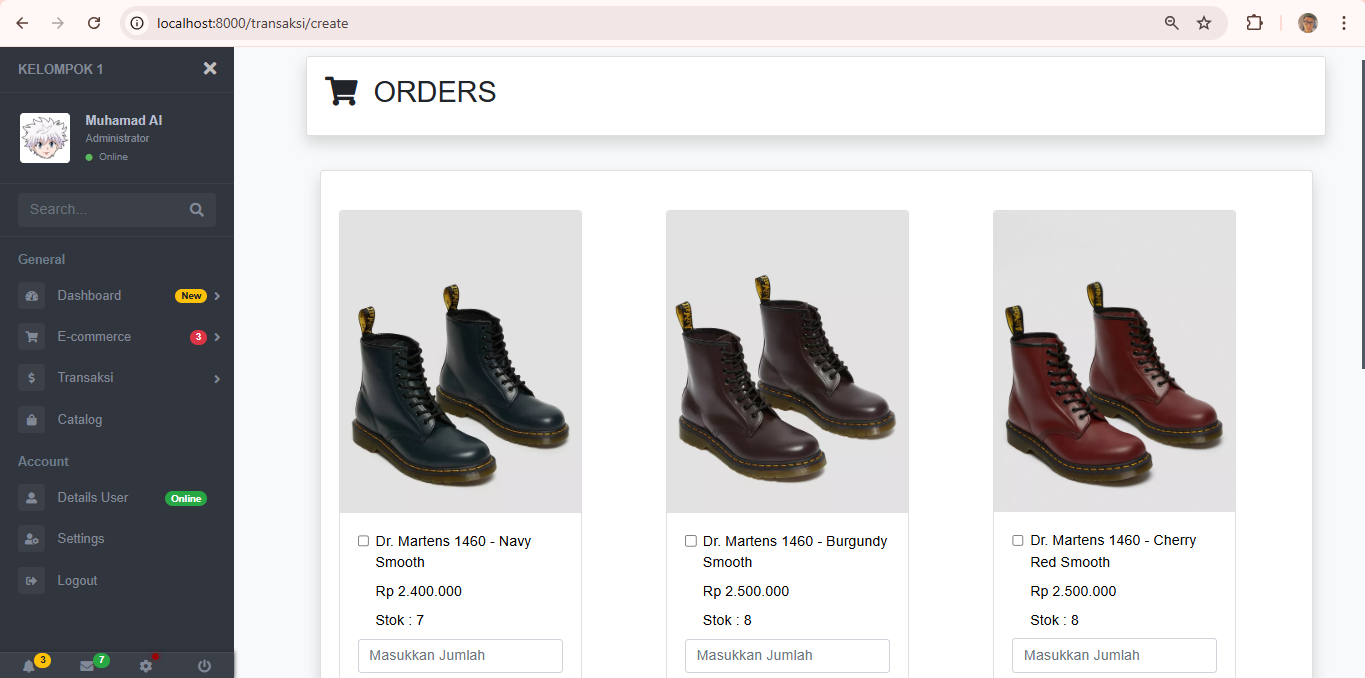 localhost:8000/transaksi/create
KELOMPOK 1
Muhamad Al
Administrator
Online
Search...
General
Dashboard New
E-commerce 3
Transaksi
Catalog
Account
Details User Online
Settings
Logout
3 7
ORDERS
Dr. Martens 1460 - Navy
Smooth
Rp 2.400.000
Stok : 7
Masukkan Jumlah
Dr. Martens 1460 - Burgundy
Smooth
Rp 2.500.000
Stok : 8
Masukkan Jumlah
Dr. Martens 1460 - Cherry
Red Smooth
Rp 2.500.000
Stok : 8
Masukkan Jumlah